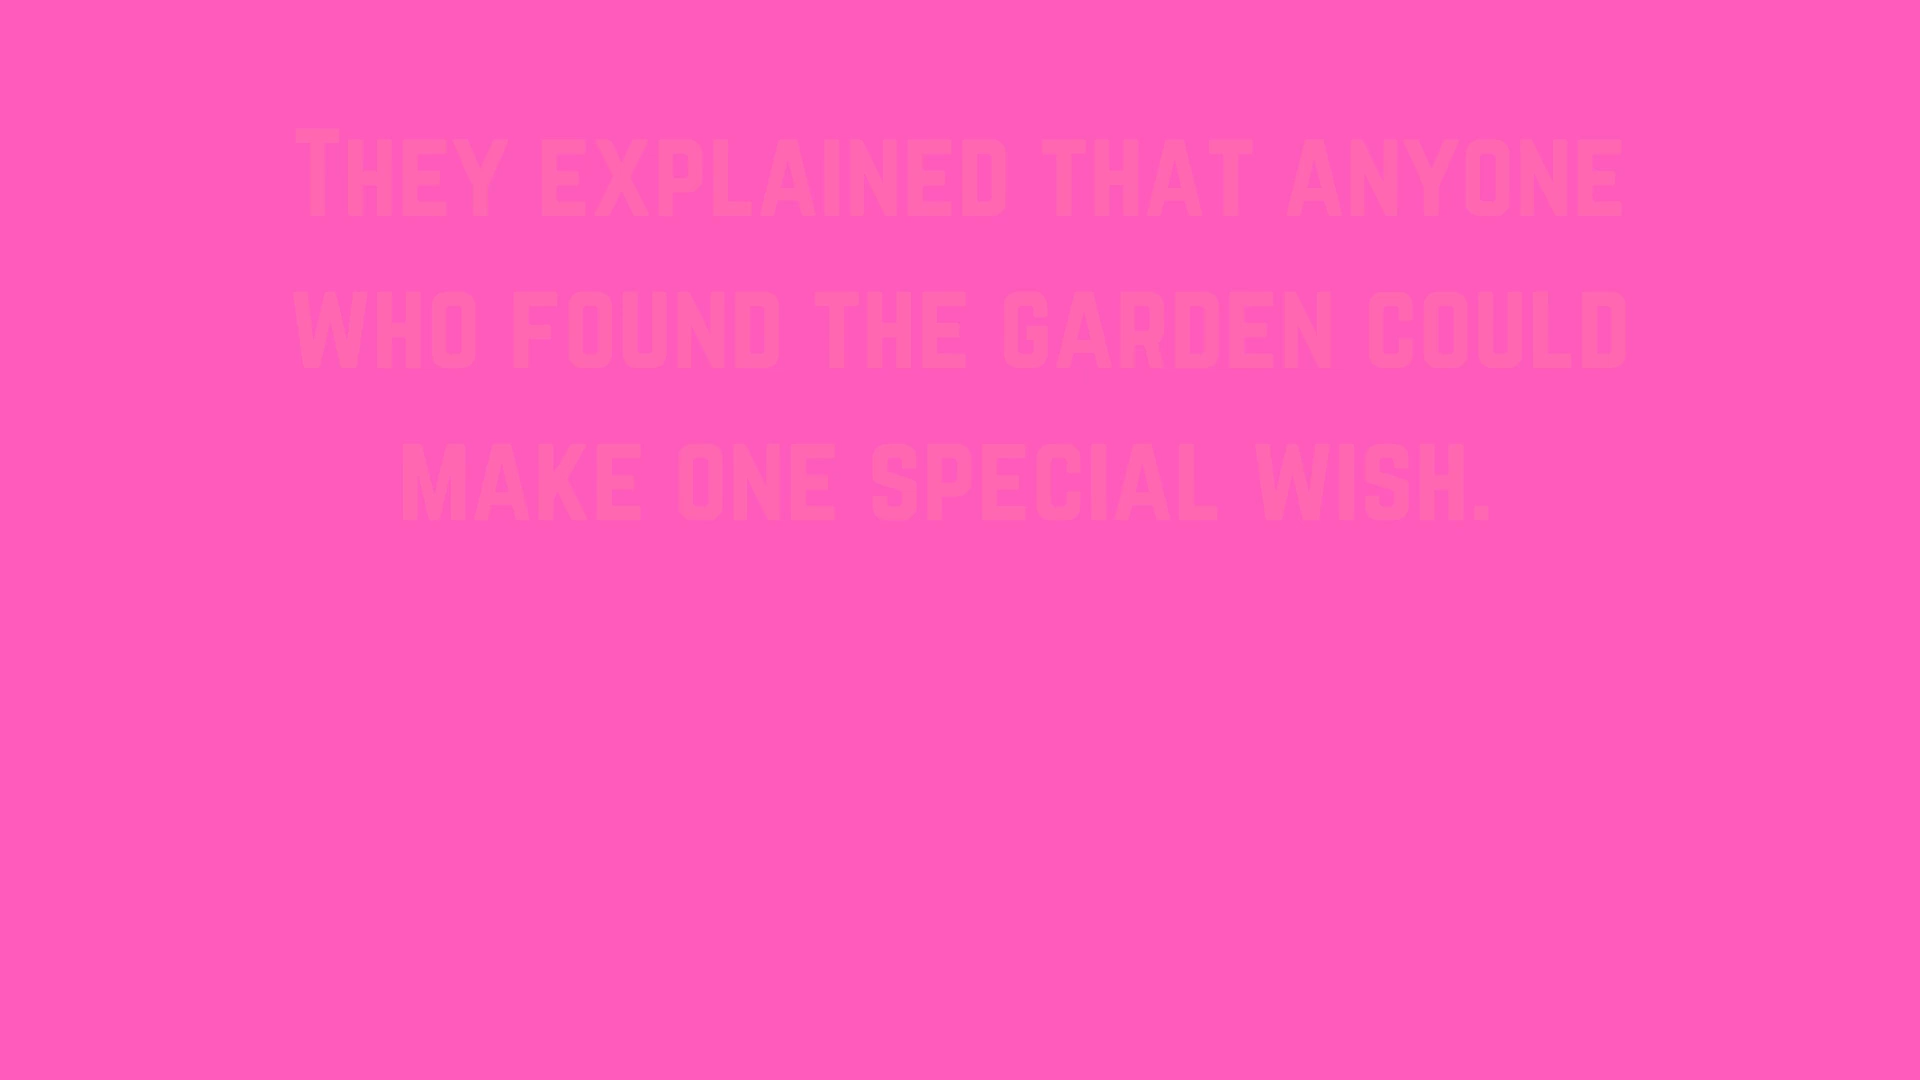 They explained that anyone
who found the garden could
make one special wish.